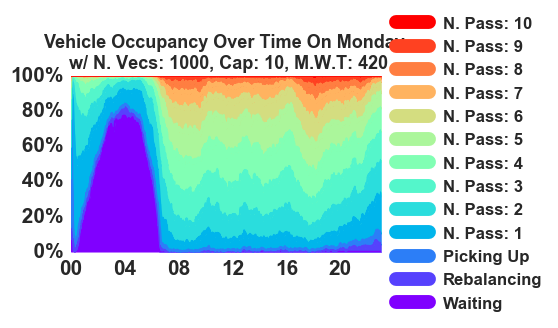 Vehicle Occupancy Over Time On Monday
w/ N. Vecs: 1000, Cap: 10, M.W.T: 420
100%
80%
60%
40%
20%
0%
00 04 08 12 16 20
N. Pass: 10
N. Pass: 9
N. Pass: 8
N. Pass: 7
N. Pass: 6
N. Pass: 5
N. Pass: 4
N. Pass: 3
N. Pass: 2
N. Pass: 1
Picking Up
Rebalancing
Waiting